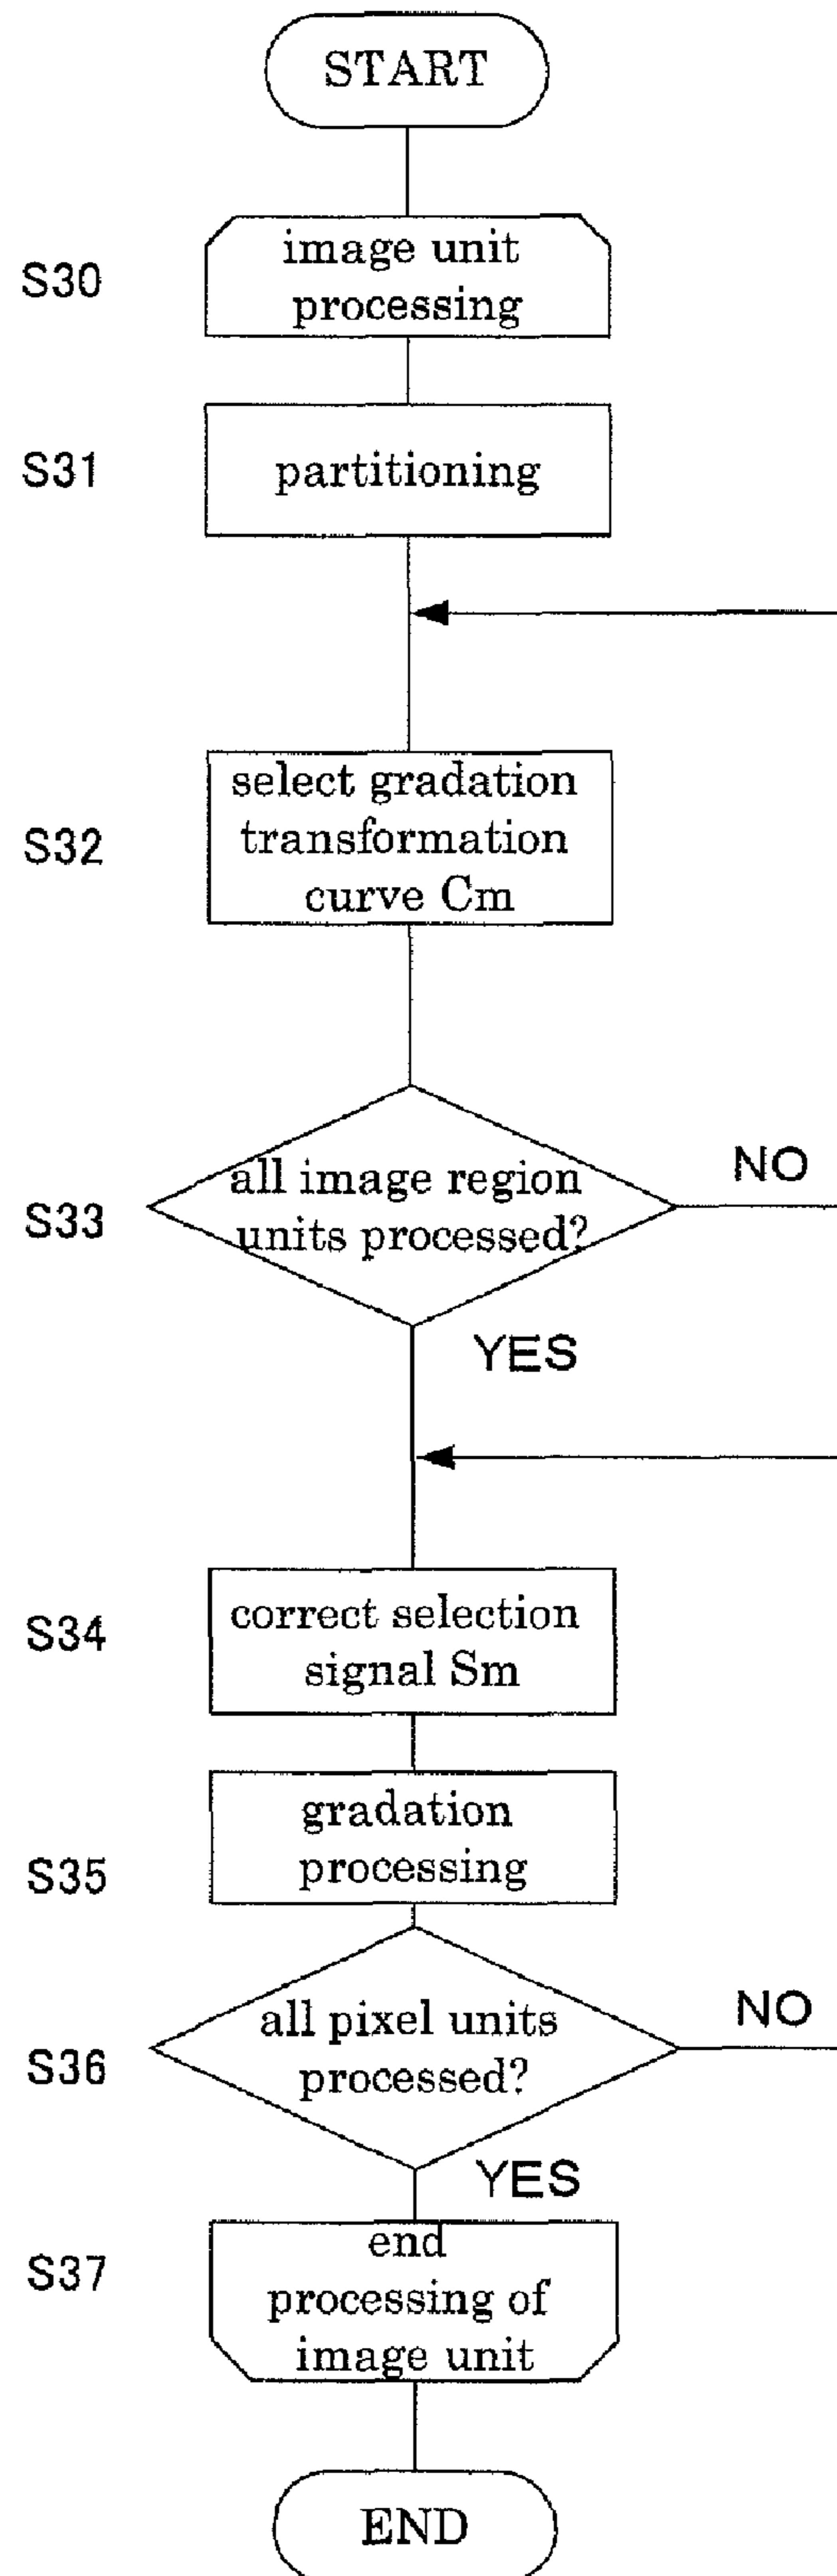 START
S30
image unit
processing
S31
partitioning
S32
select gradation
transformation
curve Cm
S33
all image region
units processed?
NO
YES
S34
correct selection
signal Sm
S35
gradation
processing
S36
all pixel units
processed?
NO
YES
S37
end
processing of
image unit
END